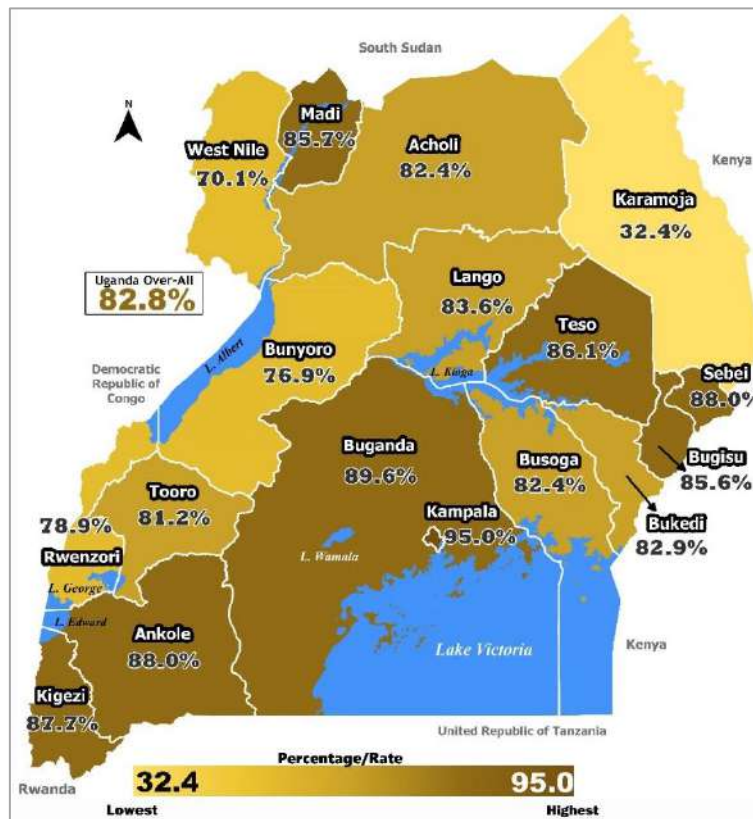 South Sudan
N
Madi
85.7%
West Nile
70.1%
Acholi
82.4%
Kenya
Karamoja
32.4%
Uganda Over-All
82.8%
Lango
83.6%
Teso
86.1%
L. Albert
Bunyoro
76.9%
Democratic
Republic of
Congo
L. Kioga
Sebei
88.0%
Buganda
89.6%
Busoga
82.4%
Bugisu
85.6%
Tooro
81.2%
Kampala
95.0%
Bukedi
82.9%
78.9%
Rwenzori
L. Wamala
L. George
L. Edward
Ankole
88.0%
Lake Victoria
Kenya
Kigezi
87.7%
United Republic of Tanzania
Percentage/Rate
32.4
95.0
Rwanda
Lowest
Highest